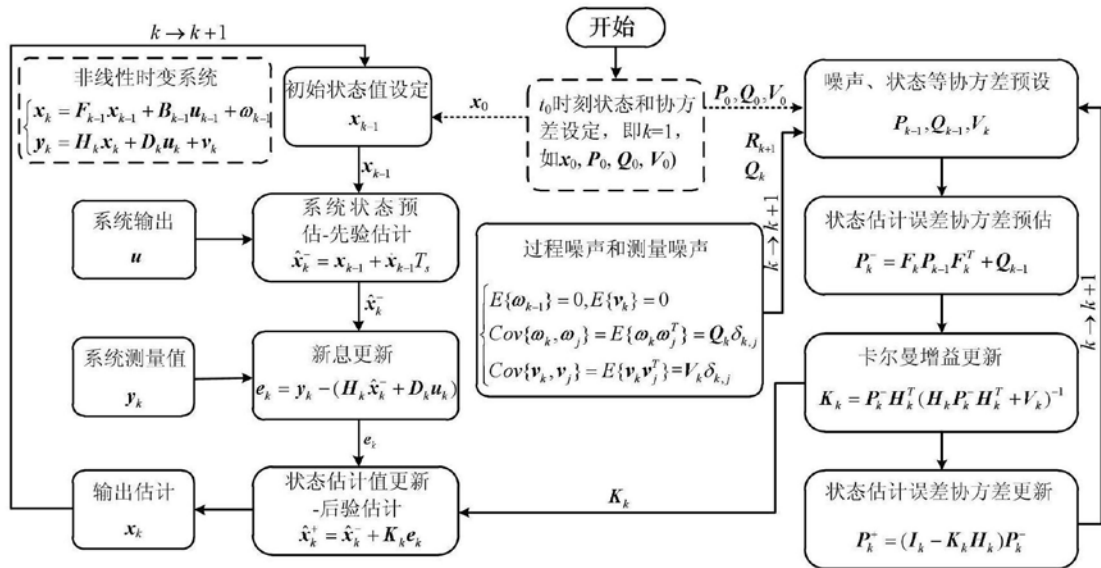 开始
k→k+1
非线性时变系统
x_k = F_{k-1}x_{k-1} + B_{k-1}u_{k-1} + ω_{k-1}
y_k = H_k x_k + D_k u_k + v_k
初始状态值设定
x_{k-1}
x_0
t_0时刻状态和协方
差设定，即k=1，
如x_0, P_0, Q_0, V_0)
P_0,Q_0,V_0
噪声、状态等协方差预设
P_{k-1},Q_{k-1},V_k
R_{k+1}
Q_k
k→k+1
x_{k-1}
系统输出
u
系统状态预
估-先验估计
x̂_k^- = x_{k-1} + ẋ_{k-1}T_s
过程噪声和测量噪声
E{ω_{k-1}} = 0, E{v_k} = 0
Cov{ω_k, ω_j} = E{ω_k ω_j^T} = Q_k δ_{k,j}
Cov{v_k, v_j} = E{v_k v_j^T} = V_k δ_{k,j}
状态估计误差协方差预估
P_k^- = F_k P_{k-1} F_k^T + Q_{k-1}
x̂_k^-
系统测量值
y_k
新息更新
e_k = y_k - (H_k x̂_k^- + D_k u_k)
卡尔曼增益更新
K_k = P_k^- H_k^T (H_k P_k^- H_k^T + V_k)^{-1}
k→k+1
e_k
输出估计
x_k
状态估计值更新
-后验估计
x̂_k^+ = x̂_k^- + K_k e_k
K_k
状态估计误差协方差更新
P_k^+ = (I_k - K_k H_k)P_k^-